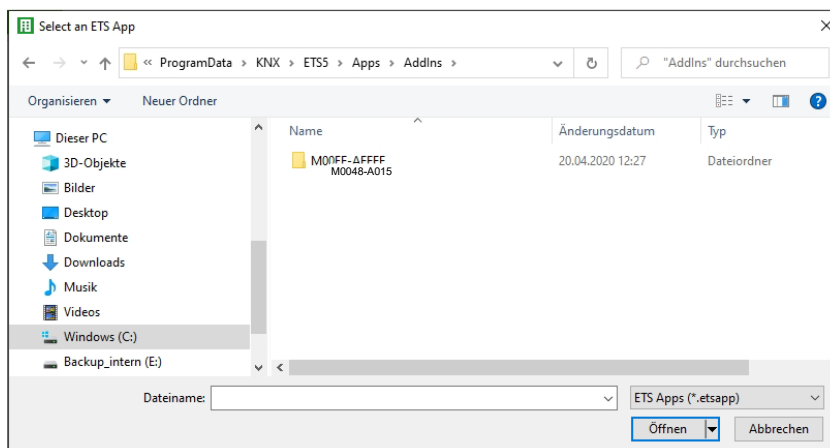 Select an ETS App
« ProgramData › KNX › ETS5 › Apps › AddIns ›
"AddIns" durchsuchen
Organisieren Neuer Ordner
Name Änderungsdatum Typ
Dieser PC
3D-Objekte
Bilder
Desktop
Dokumente
Downloads
Musik
Videos
Windows (C:)
Backup_intern (E:)
M00FF-AFFFF 20.04.2020 12:27 Dateiordner
M0048-A015
Dateiname: ETS Apps (*.etsapp)
Öffnen Abbrechen